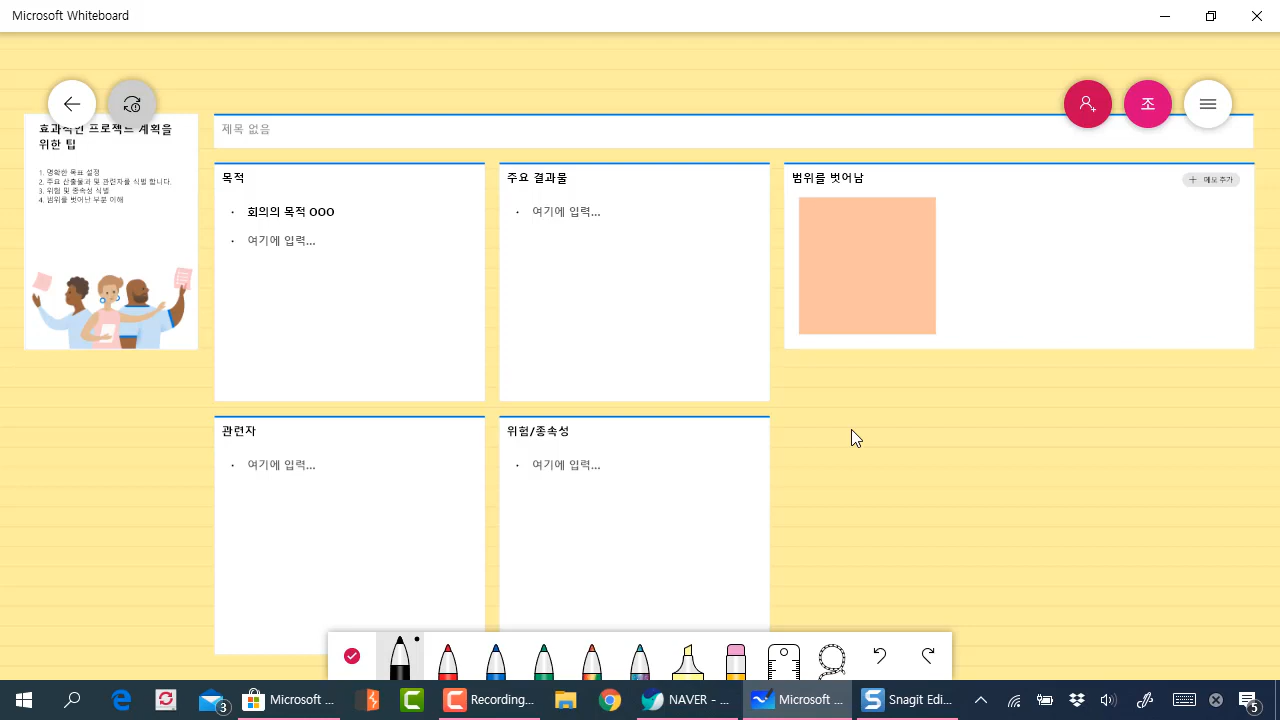 Microsoft Whiteboard
조
효과적인 프로젝트 계획을
위한 팁
1. 명확한 목표 설정
2. 주요 산출물과 및 관련자를 식별 합니다.
3. 위험 및 종속성 식별
4. 범위를 벗어난 부분 이해
제목 없음
목적
• 회의의 목적 OOO
• 여기에 입력...
주요 결과물
• 여기에 입력...
범위를 벗어남
+ 메모 추가
관련자
• 여기에 입력...
위험/종속성
• 여기에 입력...
3
Microsoft ...
Recording...
NAVER - ...
Microsoft ...
Snagit Edi...
5